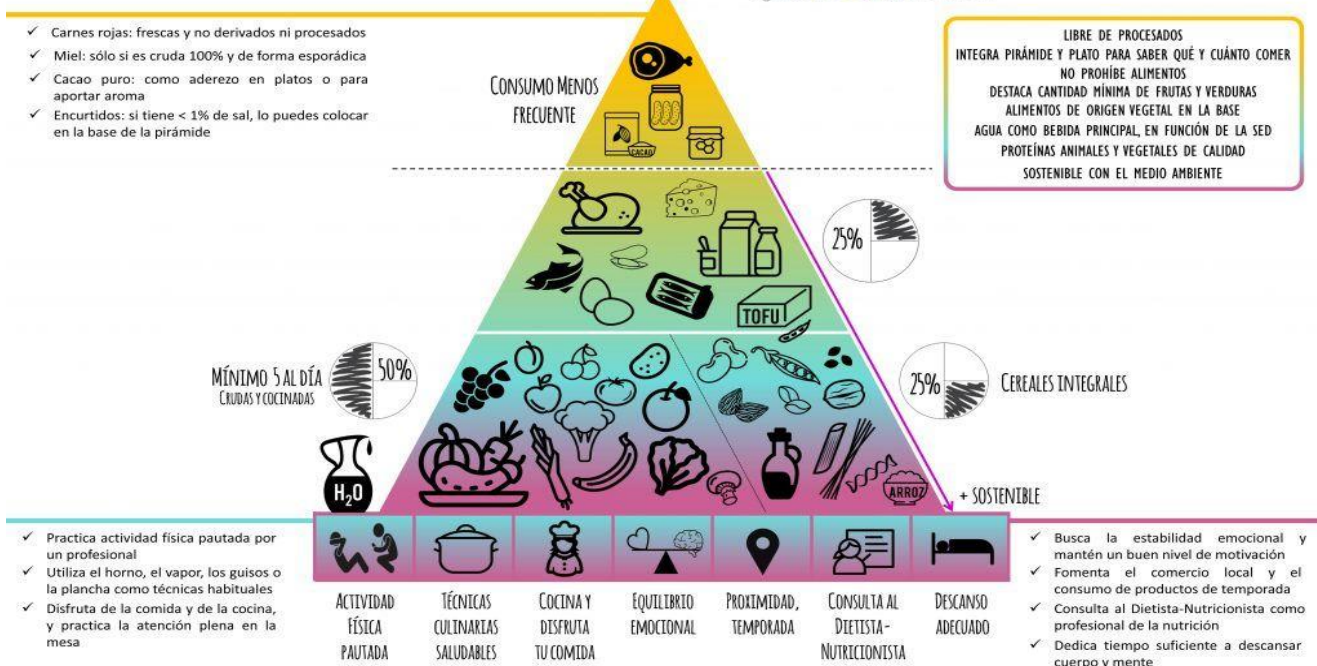 ✓ Carnes rojas: frescas y no derivados ni procesados
✓ Miel: sólo si es cruda 100% y de forma esporádica
✓ Cacao puro: como aderezo en platos o para
aportar aroma
✓ Encurtidos: si tiene < 1% de sal, lo puedes colocar
en la base de la pirámide
CONSUMO MENOS
FRECUENTE
CACAO
LIBRE DE PROCESADOS
INTEGRA PIRÁMIDE Y PLATO PARA SABER QUÉ Y CUÁNTO COMER
NO PROHÍBE ALIMENTOS
DESTACA CANTIDAD MÍNIMA DE FRUTAS Y VERDURAS
ALIMENTOS DE ORIGEN VEGETAL EN LA BASE
AGUA COMO BEBIDA PRINCIPAL, EN FUNCIÓN DE LA SED
PROTEÍNAS ANIMALES Y VEGETALES DE CALIDAD
SOSTENIBLE CON EL MEDIO AMBIENTE
25%
TOFU
MÍNIMO 5 AL DÍA
CRUDAS Y COCINADAS
50%
25%
CEREALES INTEGRALES
H₂O
ARROZ
+ SOSTENIBLE
✓ Practica actividad física pautada por
un profesional
✓ Utiliza el horno, el vapor, los guisos o
la plancha como técnicas habituales
✓ Disfruta de la comida y de la cocina,
y practica la atención plena en la
mesa
ACTIVIDAD
FÍSICA
PAUTADA
TÉCNICAS
CULINARIAS
SALUDABLES
COCINA Y
DISFRUTA
TU COMIDA
EQUILIBRIO
EMOCIONAL
PROXIMIDAD,
TEMPORADA
CONSULTA AL
DIETISTA-
NUTRICIONISTA
DESCANSO
ADECUADO
✓ Busca la estabilidad emocional y
mantén un buen nivel de motivación
✓ Fomenta el comercio local y el
consumo de productos de temporada
✓ Consulta al Dietista-Nutricionista como
profesional de la nutrición
✓ Dedica tiempo suficiente a descansar
cuerpo y mente